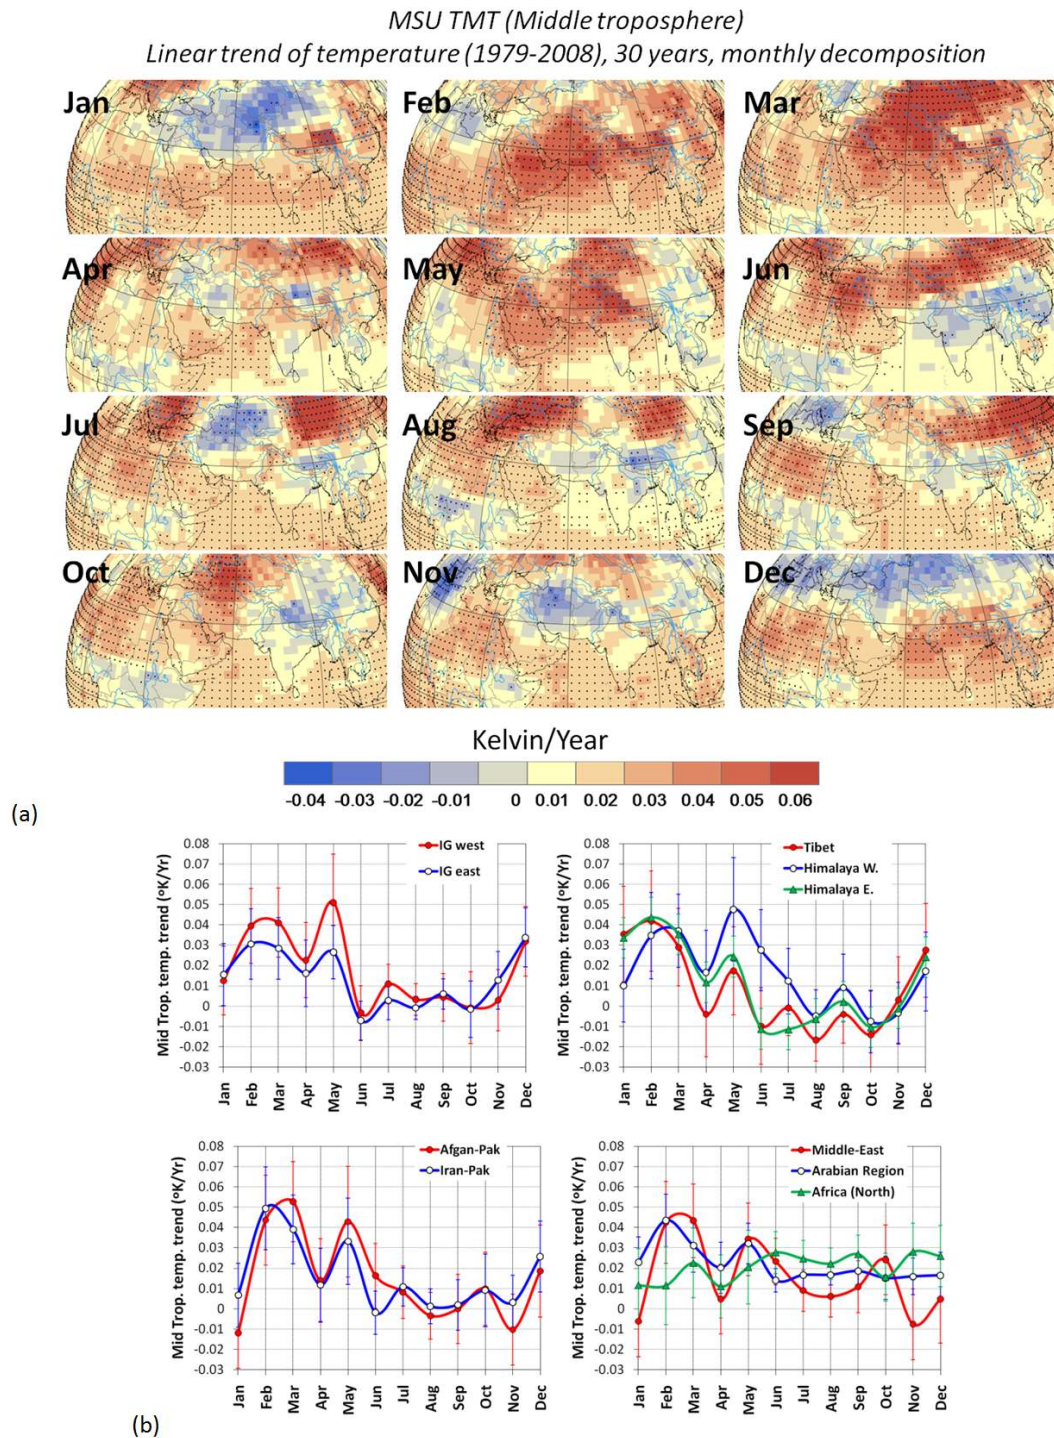 MSU TMT (Middle troposphere)
Linear trend of temperature (1979-2008), 30 years, monthly decomposition
Jan Feb Mar
Apr May Jun
Jul Aug Sep
Oct Nov Dec
Kelvin/Year
-0.04 -0.03 -0.02 -0.01 0 0.01 0.02 0.03 0.04 0.05 0.06
(a)
Mid Trop. temp. trend (ºK/Yr)
0.08
0.07
0.06
0.05
0.04
0.03
0.02
0.01
0
-0.01
-0.02
-0.03
IG west
IG east
Jan Feb Mar Apr May Jun Jul Aug Sep Oct Nov Dec
Mid Trop. temp. trend (ºK/Yr)
0.08
0.07
0.06
0.05
0.04
0.03
0.02
0.01
0
-0.01
-0.02
-0.03
Tibet
Himalaya W.
Himalaya E.
Jan Feb Mar Apr May Jun Jul Aug Sep Oct Nov Dec
Mid Trop. temp. trend (ºK/Yr)
0.08
0.07
0.06
0.05
0.04
0.03
0.02
0.01
0
-0.01
-0.02
-0.03
Afgan-Pak
Iran-Pak
Jan Feb Mar Apr May Jun Jul Aug Sep Oct Nov Dec
Mid Trop. temp. trend (ºK/Yr)
0.08
0.07
0.06
0.05
0.04
0.03
0.02
0.01
0
-0.01
-0.02
-0.03
Middle-East
Arabian Region
Africa (North)
Jan Feb Mar Apr May Jun Jul Aug Sep Oct Nov Dec
(b)